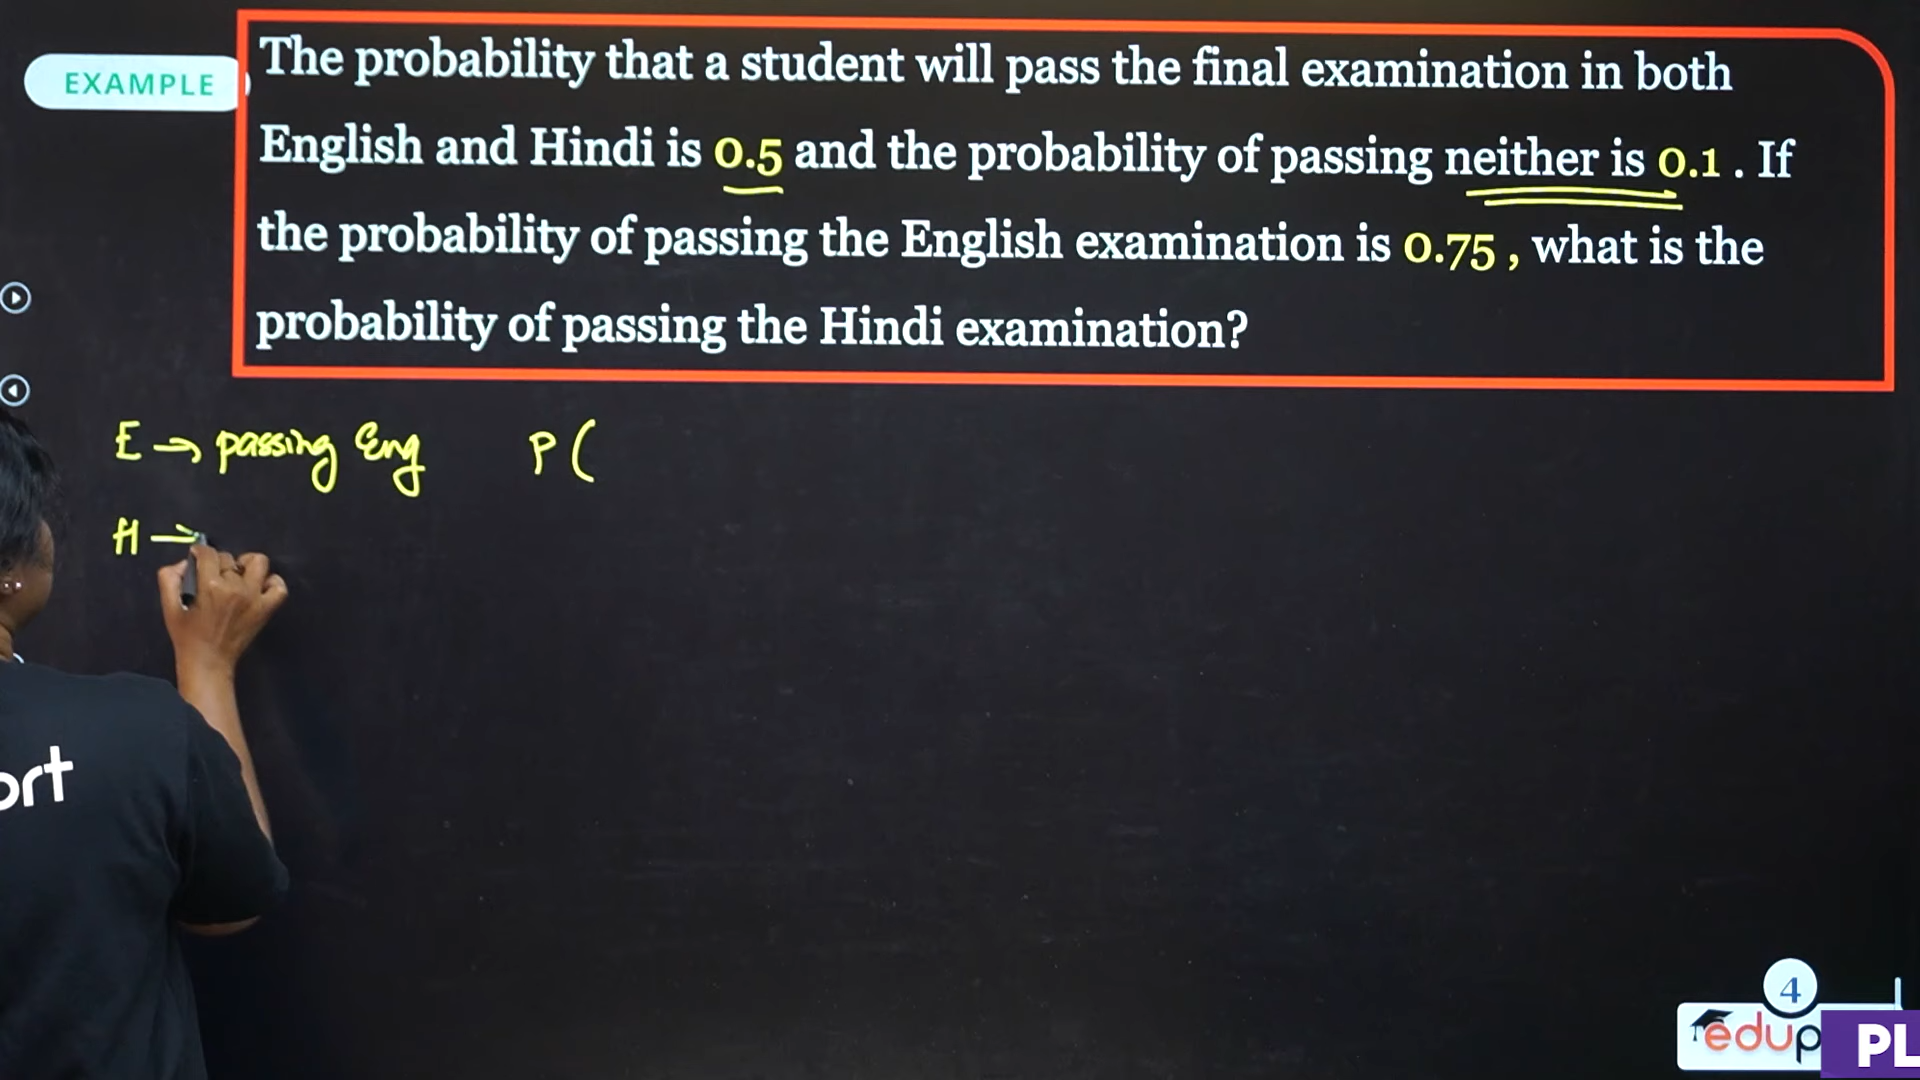 EXAMPLE
The probability that a student will pass the final examination in both
English and Hindi is 0.5 and the probability of passing neither is 0.1 . If
the probability of passing the English examination is 0.75 , what is the
probability of passing the Hindi examination?
E → passing Eng P (
H →
ort
4
edup
PL